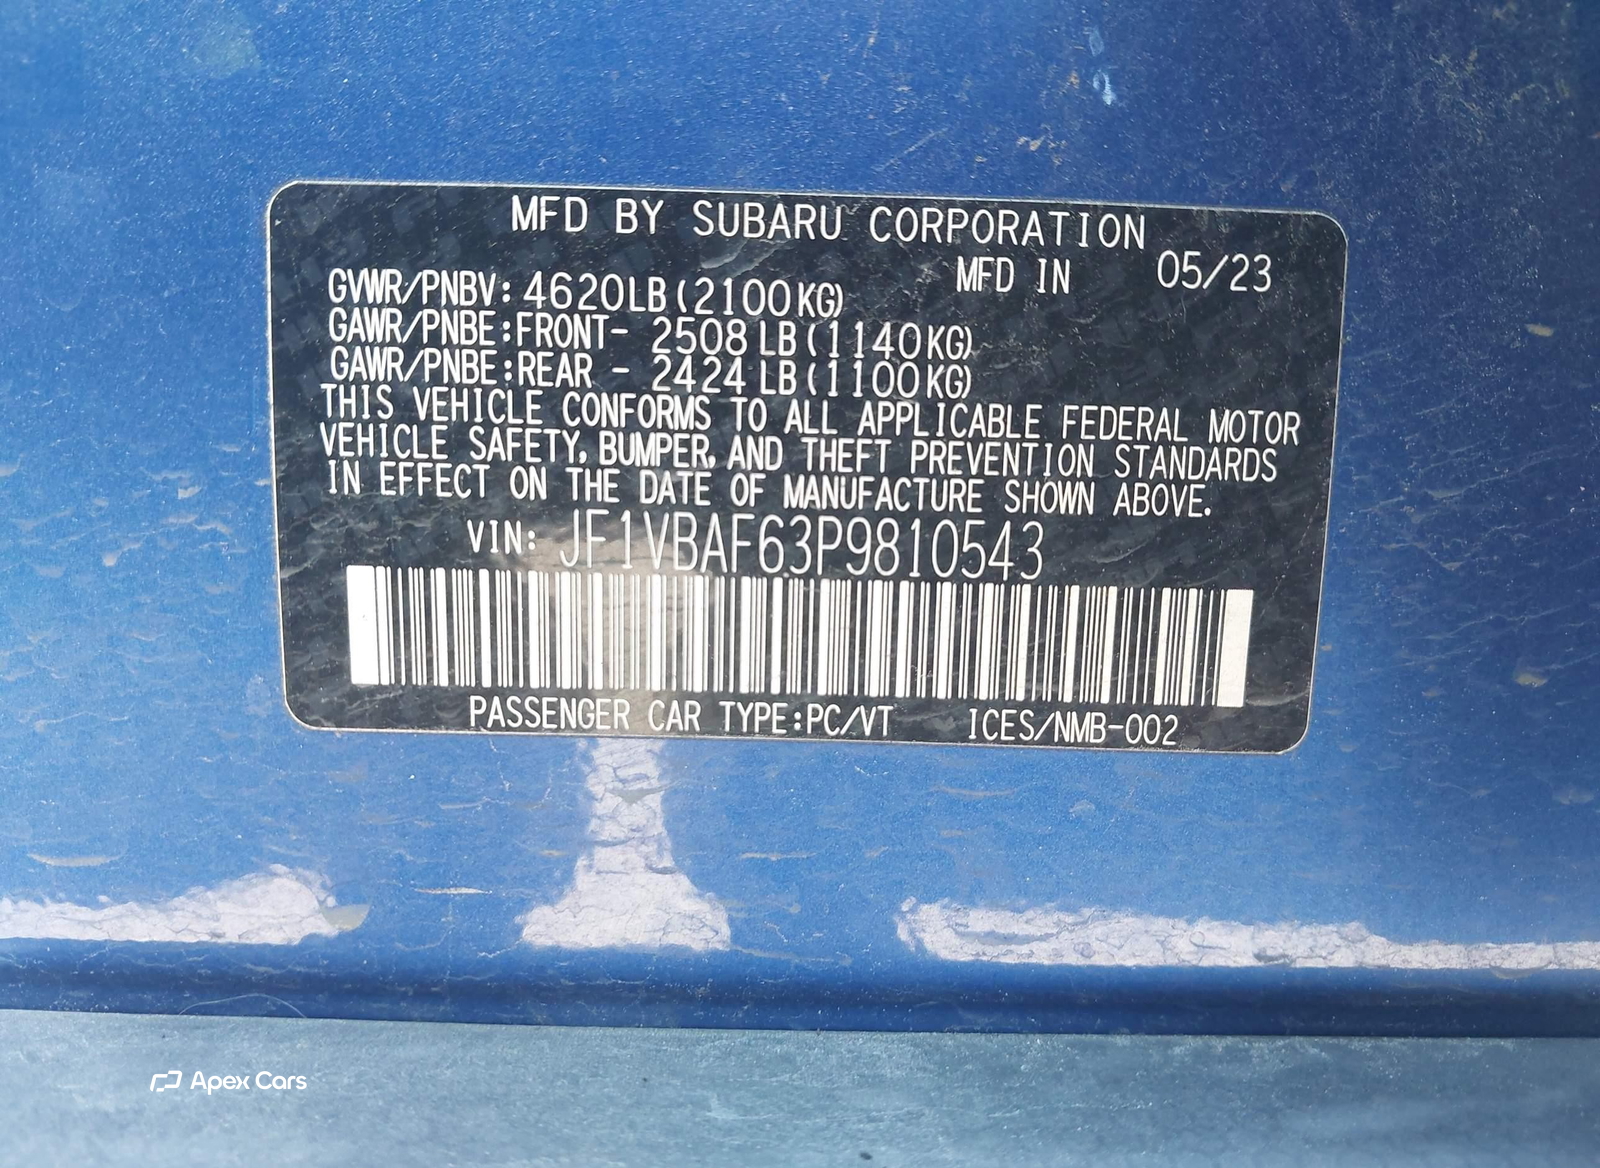 MFD BY SUBARU CORPORATION
MFD IN 05/23
GVWR/PNBV: 4620LB(2100KG)
GAWR/PNBE:FRONT- 2508LB(1140KG)
GAWR/PNBE:REAR - 2424LB(1100KG)
THIS VEHICLE CONFORMS TO ALL APPLICABLE FEDERAL MOTOR
VEHICLE SAFETY, BUMPER, AND THEFT PREVENTION STANDARDS
IN EFFECT ON THE DATE OF MANUFACTURE SHOWN ABOVE.
VIN: JF1VBAF63P9810543
PASSENGER CAR TYPE:PC/VT ICES/NMB-002
Apex Cars